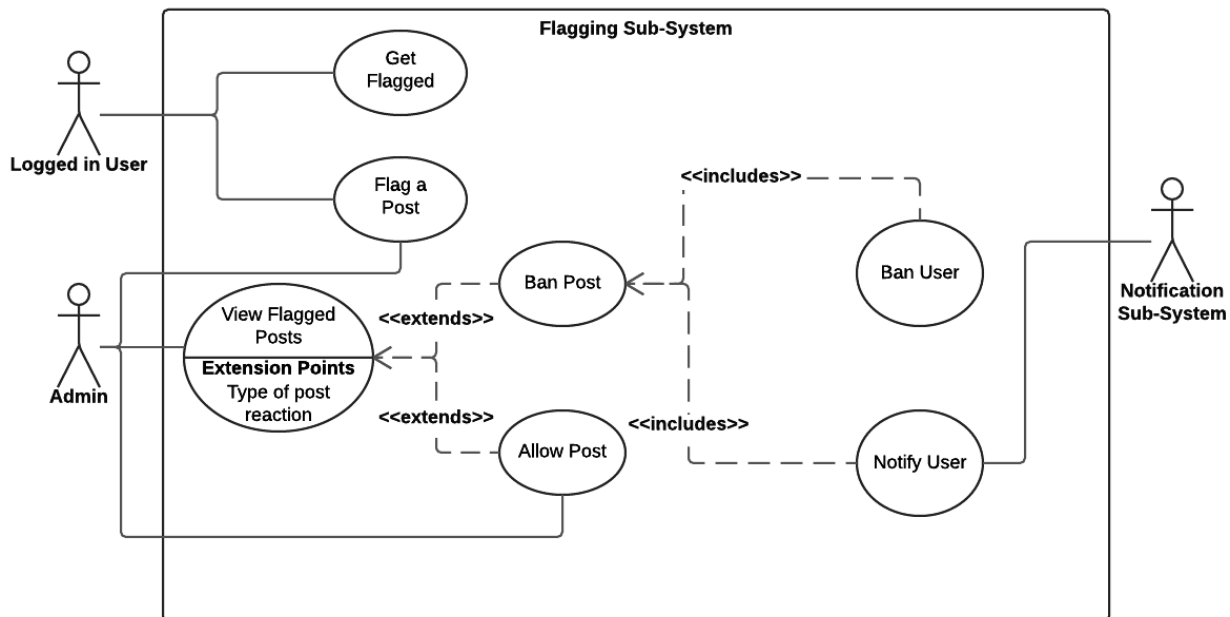 Flagging Sub-System
Get
Flagged
Logged in User
Flag a
Post
<<includes>>
Ban Post
Ban User
Notification
Sub-System
View Flagged
Posts
<<extends>>
Extension Points
Type of post
reaction
Admin
<<extends>>
<<includes>>
Allow Post
Notify User